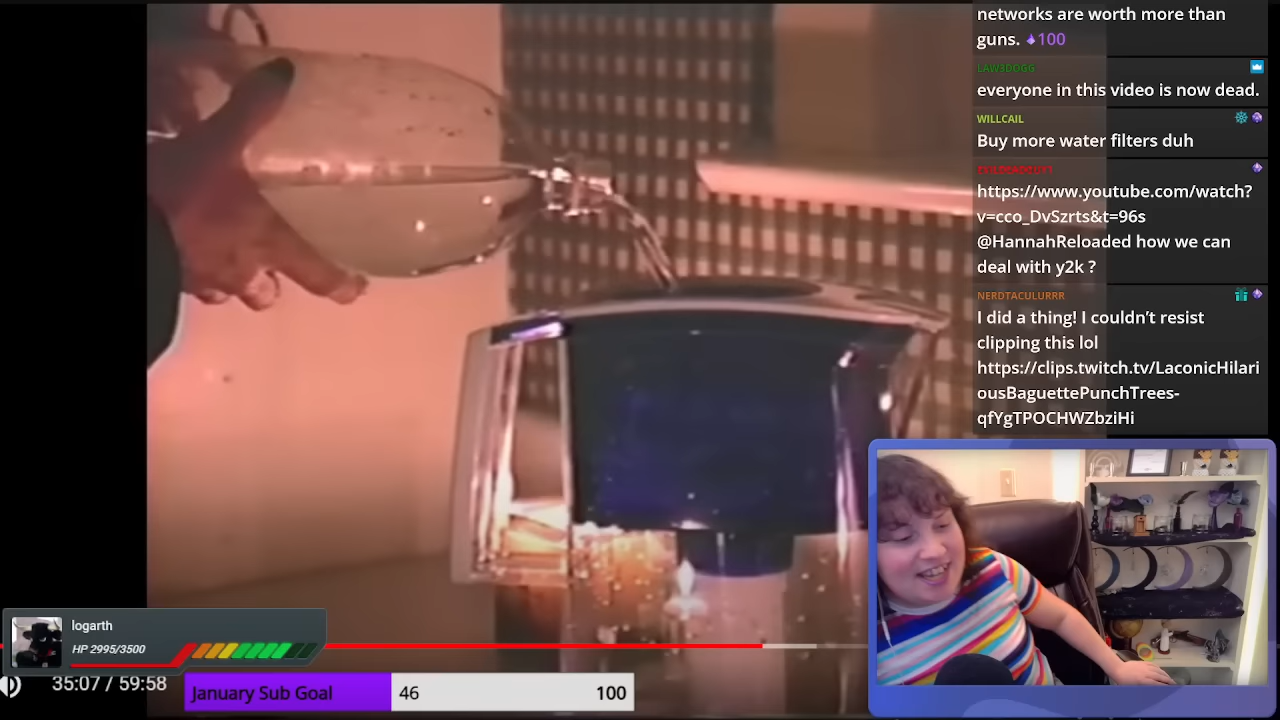 networks are worth more than
guns. 100
LAW3DOGG
everyone in this video is now dead.
WILLCAIL
Buy more water filters duh
https://www.youtube.com/watch?
v=cco_DvSzrts&t=96s
@HannahReloaded how we can
deal with y2k ?
NERDTACULURRR
I did a thing! I couldn't resist
clipping this lol
https://clips.twitch.tv/LaconicHilari
ousBaguettePunchTrees-
qfYgTPOCHWZbziHi
logarth
HP 2995/3500
35:07 / 59:58
January Sub Goal 46 100